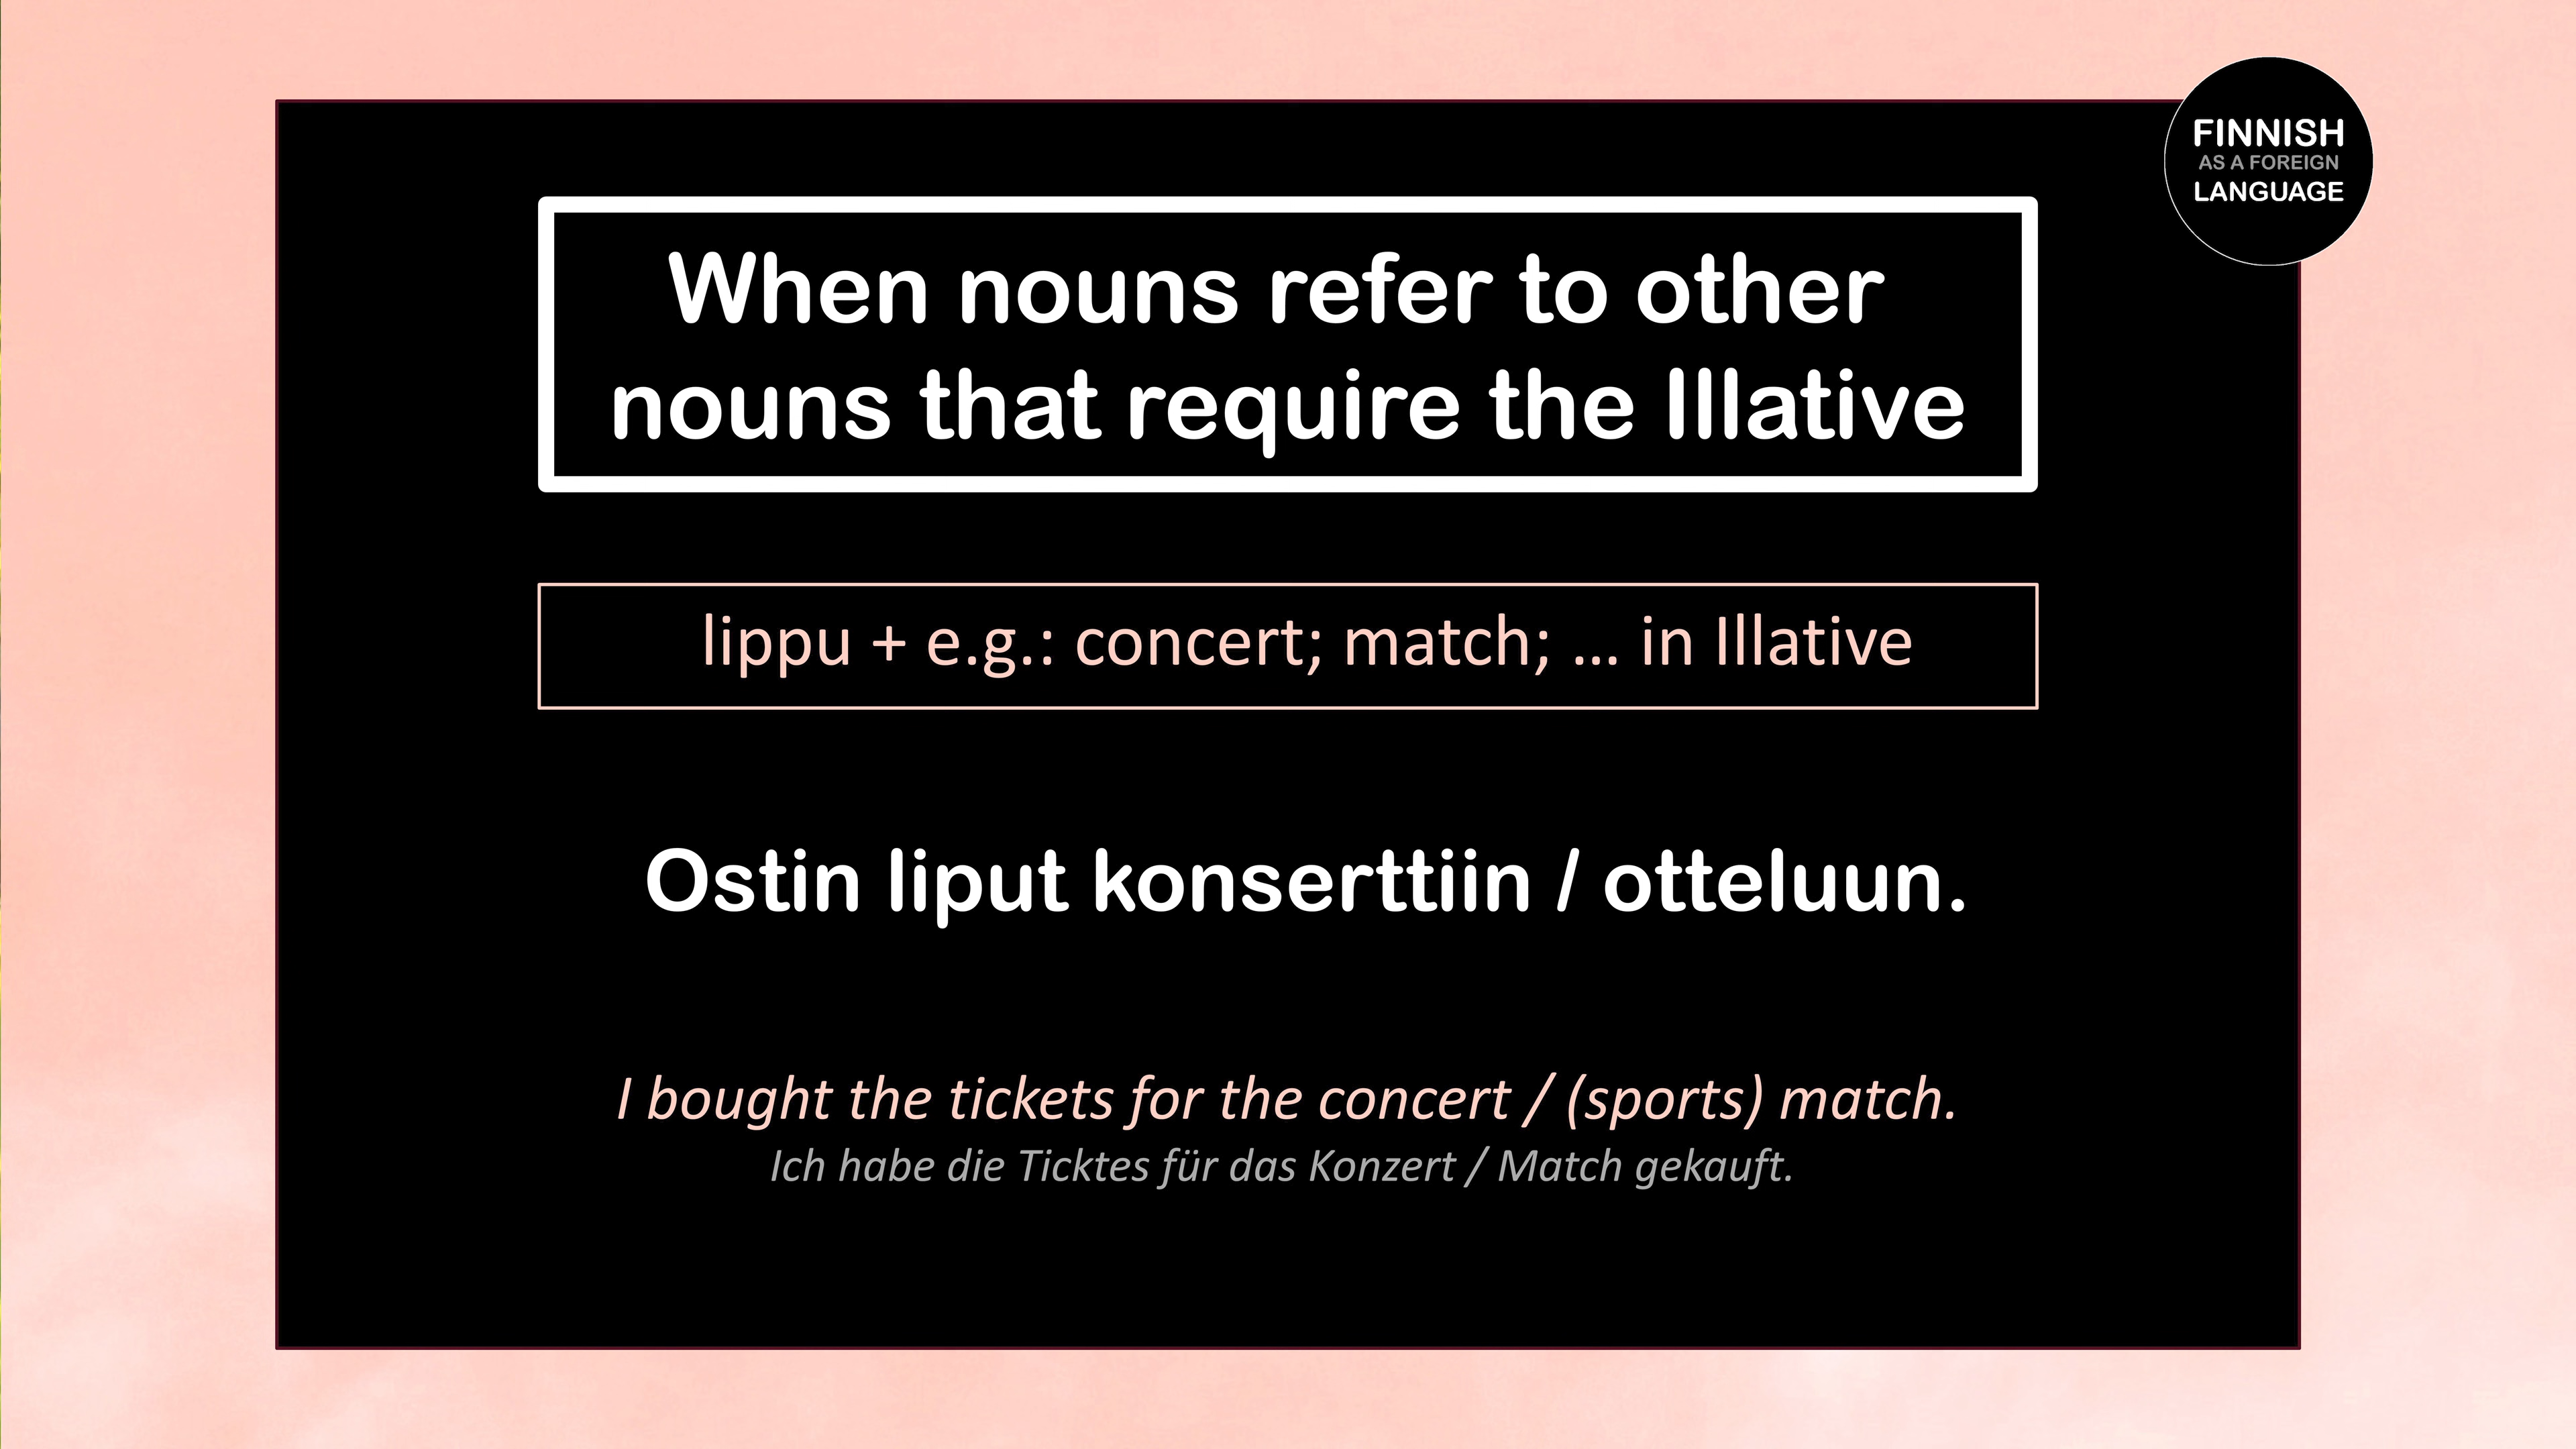 FINNISH
AS A FOREIGN
LANGUAGE
When nouns refer to other
nouns that require the Illative
lippu + e.g.: concert; match; ... in Illative
Ostin liput konserttiin / otteluun.
I bought the tickets for the concert / (sports) match.
Ich habe die Ticktes für das Konzert / Match gekauft.